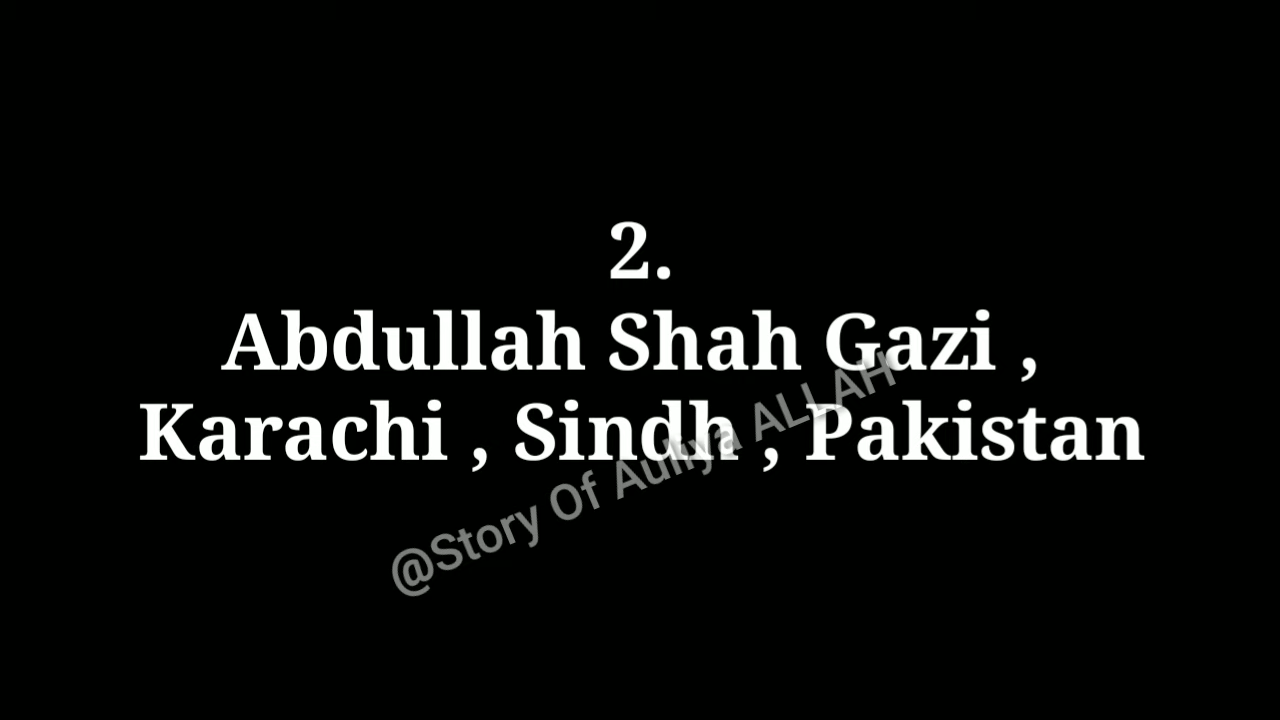 2.
Abdullah Shah Gazi ,
Karachi , Sindh , Pakistan
@Story Of Auliya ALLAH